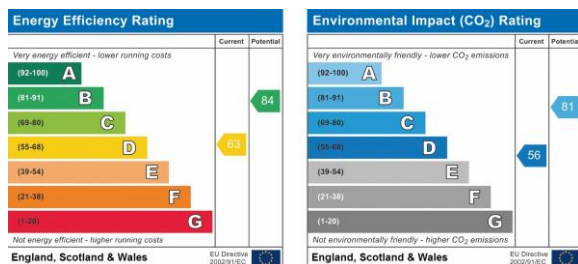 Energy Efficiency Rating
Current Potential
Very energy efficient - lower running costs
(92-100) A
(81-91) B
(69-80) C
(55-68) D
(39-54) E
(21-38) F
(1-20) G
63
84
Not energy efficient - higher running costs
England, Scotland & Wales
EU Directive
2002/91/EC
Environmental Impact (CO₂) Rating
Current Potential
Very environmentally friendly - lower CO₂ emissions
(92-100) A
(81-91) B
(69-80) C
(55-68) D
(39-54) E
(21-38) F
(1-20) G
56
81
Not environmentally friendly - higher CO₂ emissions
England, Scotland & Wales
EU Directive
2002/91/EC